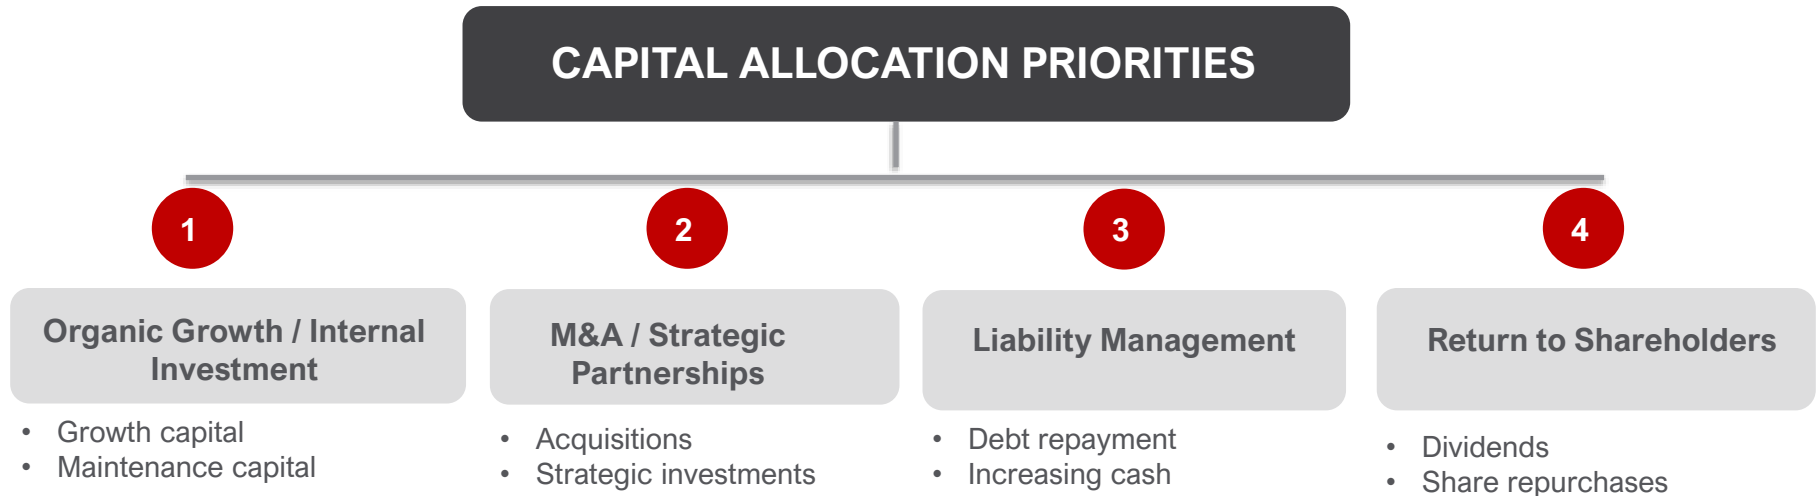 CAPITAL ALLOCATION PRIORITIES
1
Organic Growth / Internal
Investment
• Growth capital
• Maintenance capital
2
M&A / Strategic
Partnerships
• Acquisitions
• Strategic investments
3
Liability Management
• Debt repayment
• Increasing cash
4
Return to Shareholders
• Dividends
• Share repurchases